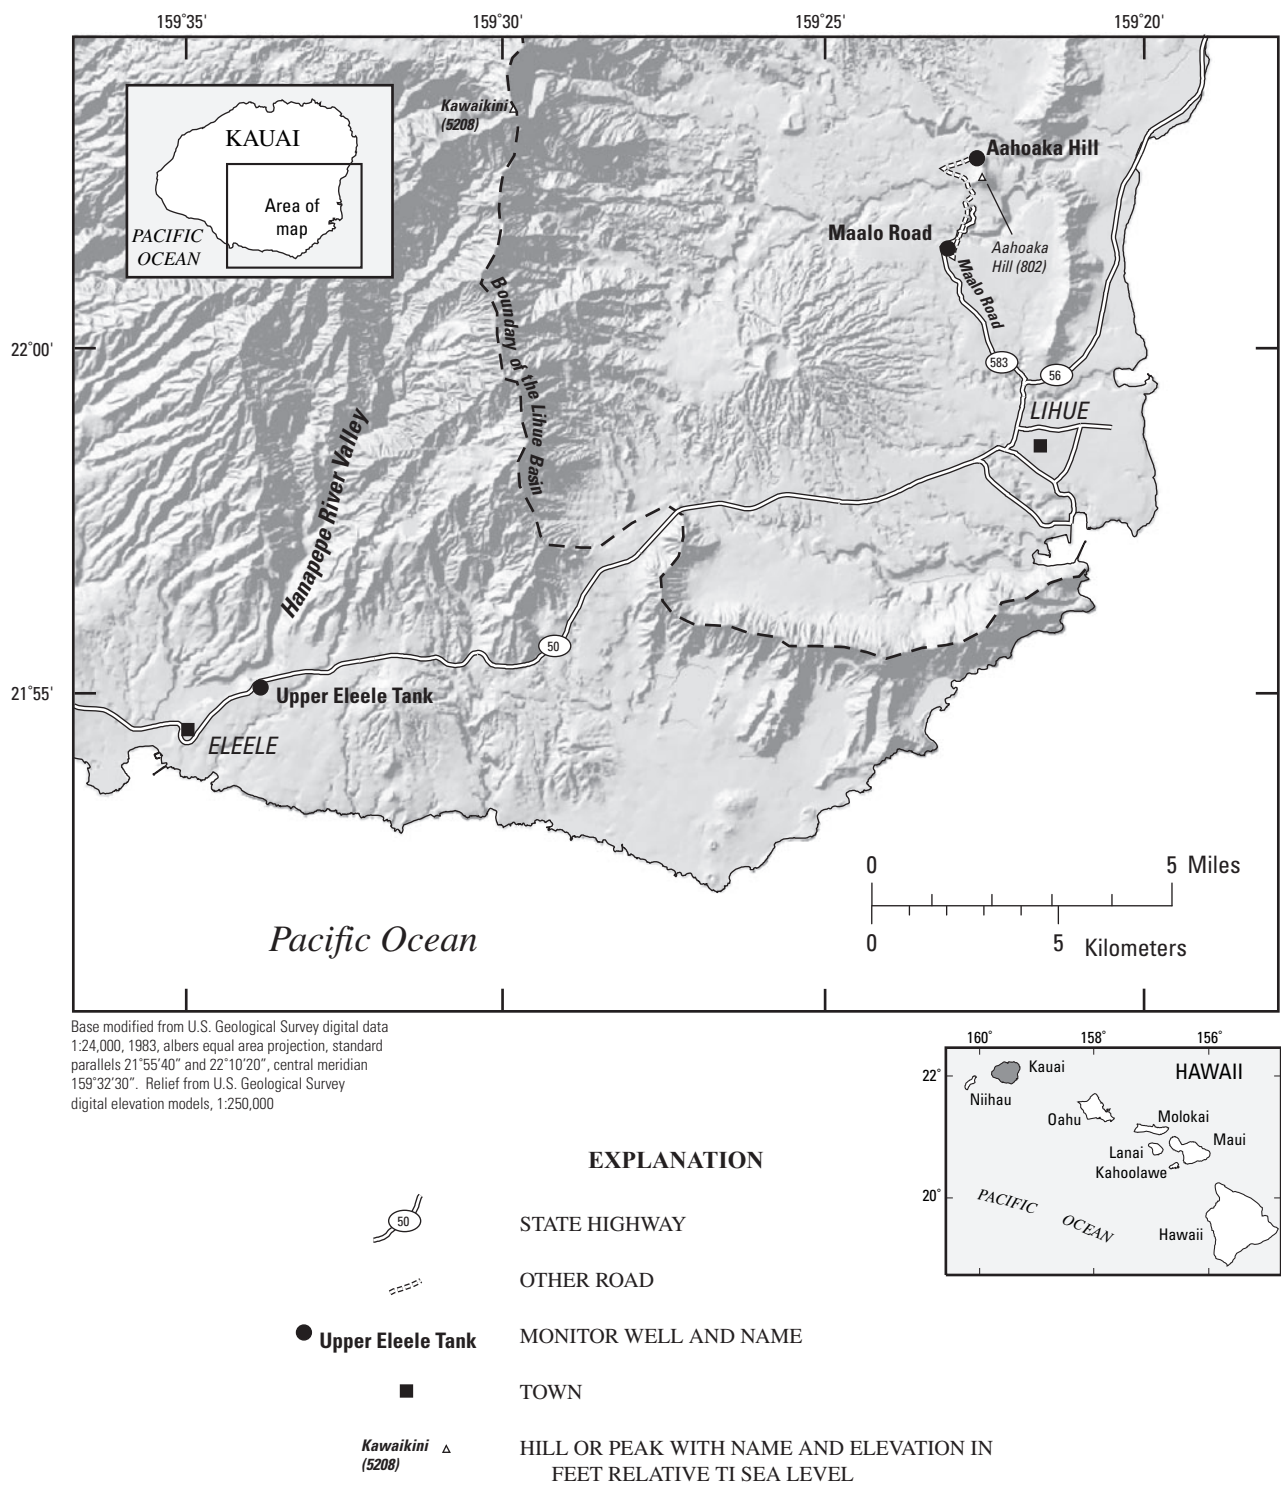 159°35'
159°30'
159°25'
159°20'
Kawaikini
(5208)
KAUAI
Area of
map
PACIFIC
OCEAN
Aahoaka Hill
Maalo Road
Aahoaka
Hill (802)
Maalo Road
Boundary of the Lihue Basin
22°00'
583
56
LIHUE
Hanapepe River Valley
50
21°55'
Upper Eleele Tank
ELEELE
0
5 Miles
0
5
Kilometers
Pacific Ocean
Base modified from U.S. Geological Survey digital data
1:24,000, 1983, albers equal area projection, standard
parallels 21°55'40" and 22°10'20", central meridian
159°32'30". Relief from U.S. Geological Survey
digital elevation models, 1:250,000
160°
158°
156°
22°
Kauai
HAWAII
Niihau
Oahu
Molokai
Maui
Lanai
Kahoolawe
20°
PACIFIC
OCEAN
Hawaii
EXPLANATION
50
STATE HIGHWAY
OTHER ROAD
Upper Eleele Tank
MONITOR WELL AND NAME
TOWN
Kawaikini
(5208)
HILL OR PEAK WITH NAME AND ELEVATION IN
FEET RELATIVE TI SEA LEVEL